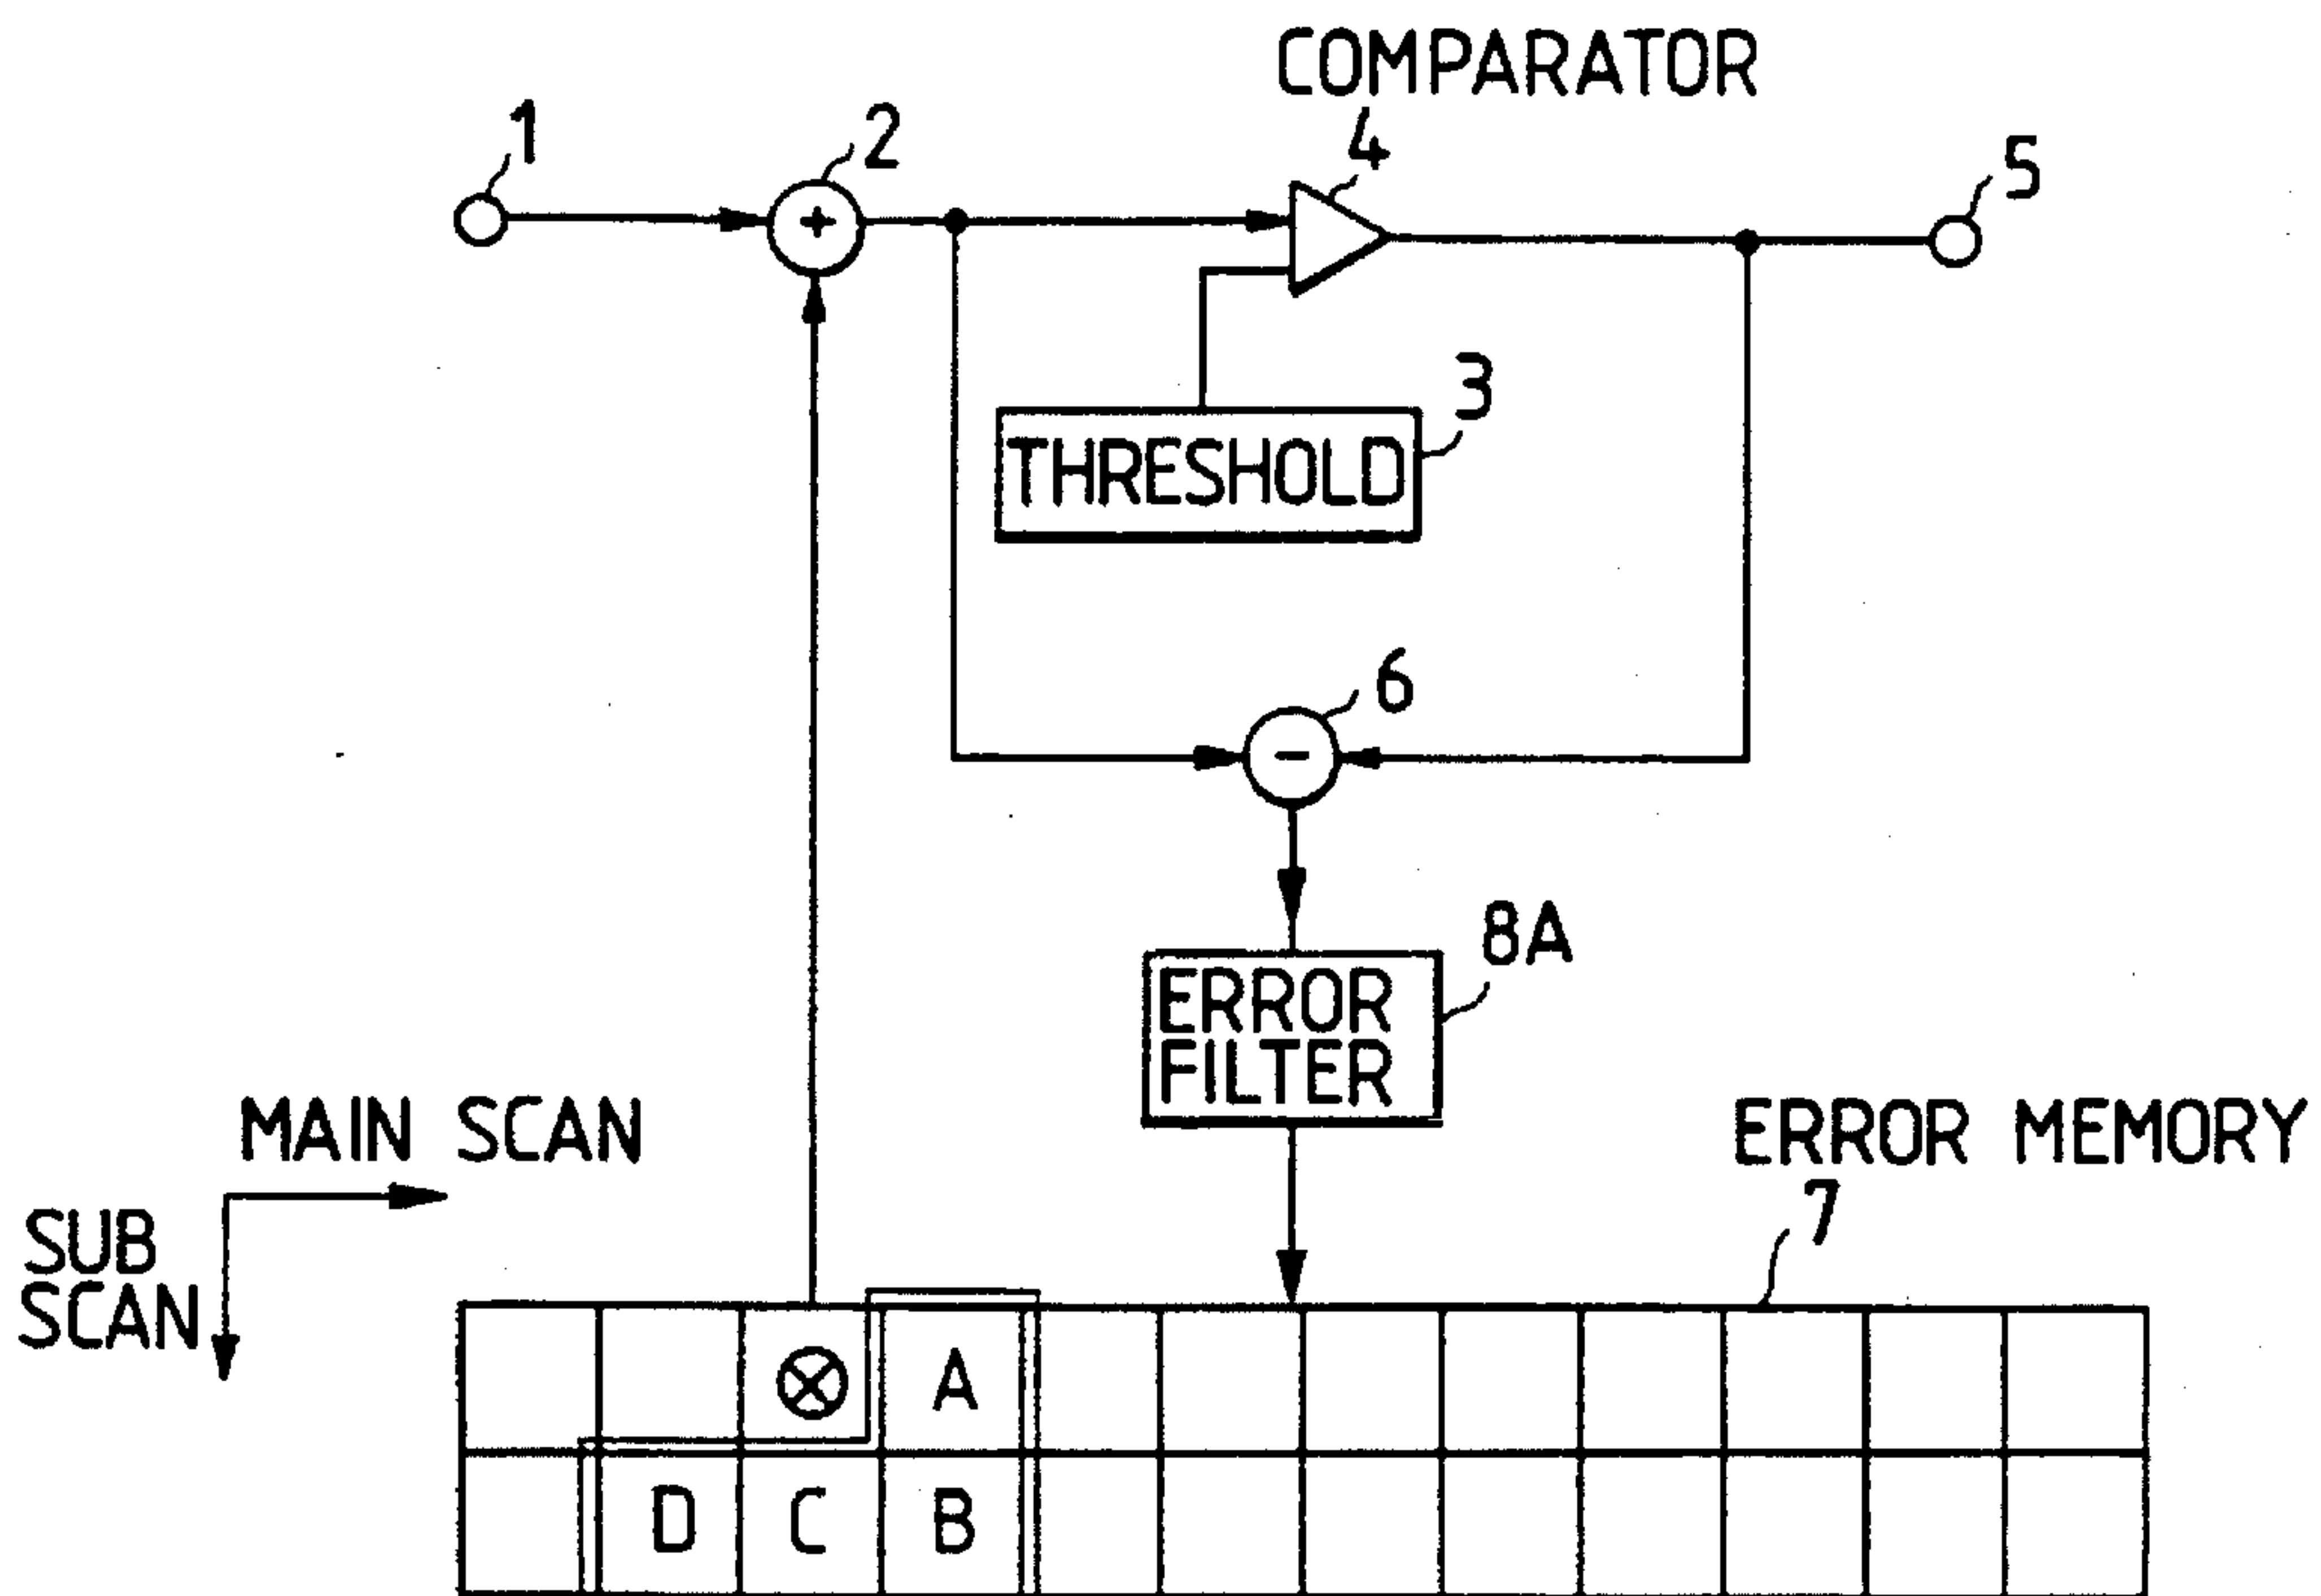 COMPARATOR
1
2
4
5
+
3
THRESHOLD
6
-
8A
ERROR
FILTER
MAIN SCAN
ERROR MEMORY
7
SUB
SCAN
A
D C B